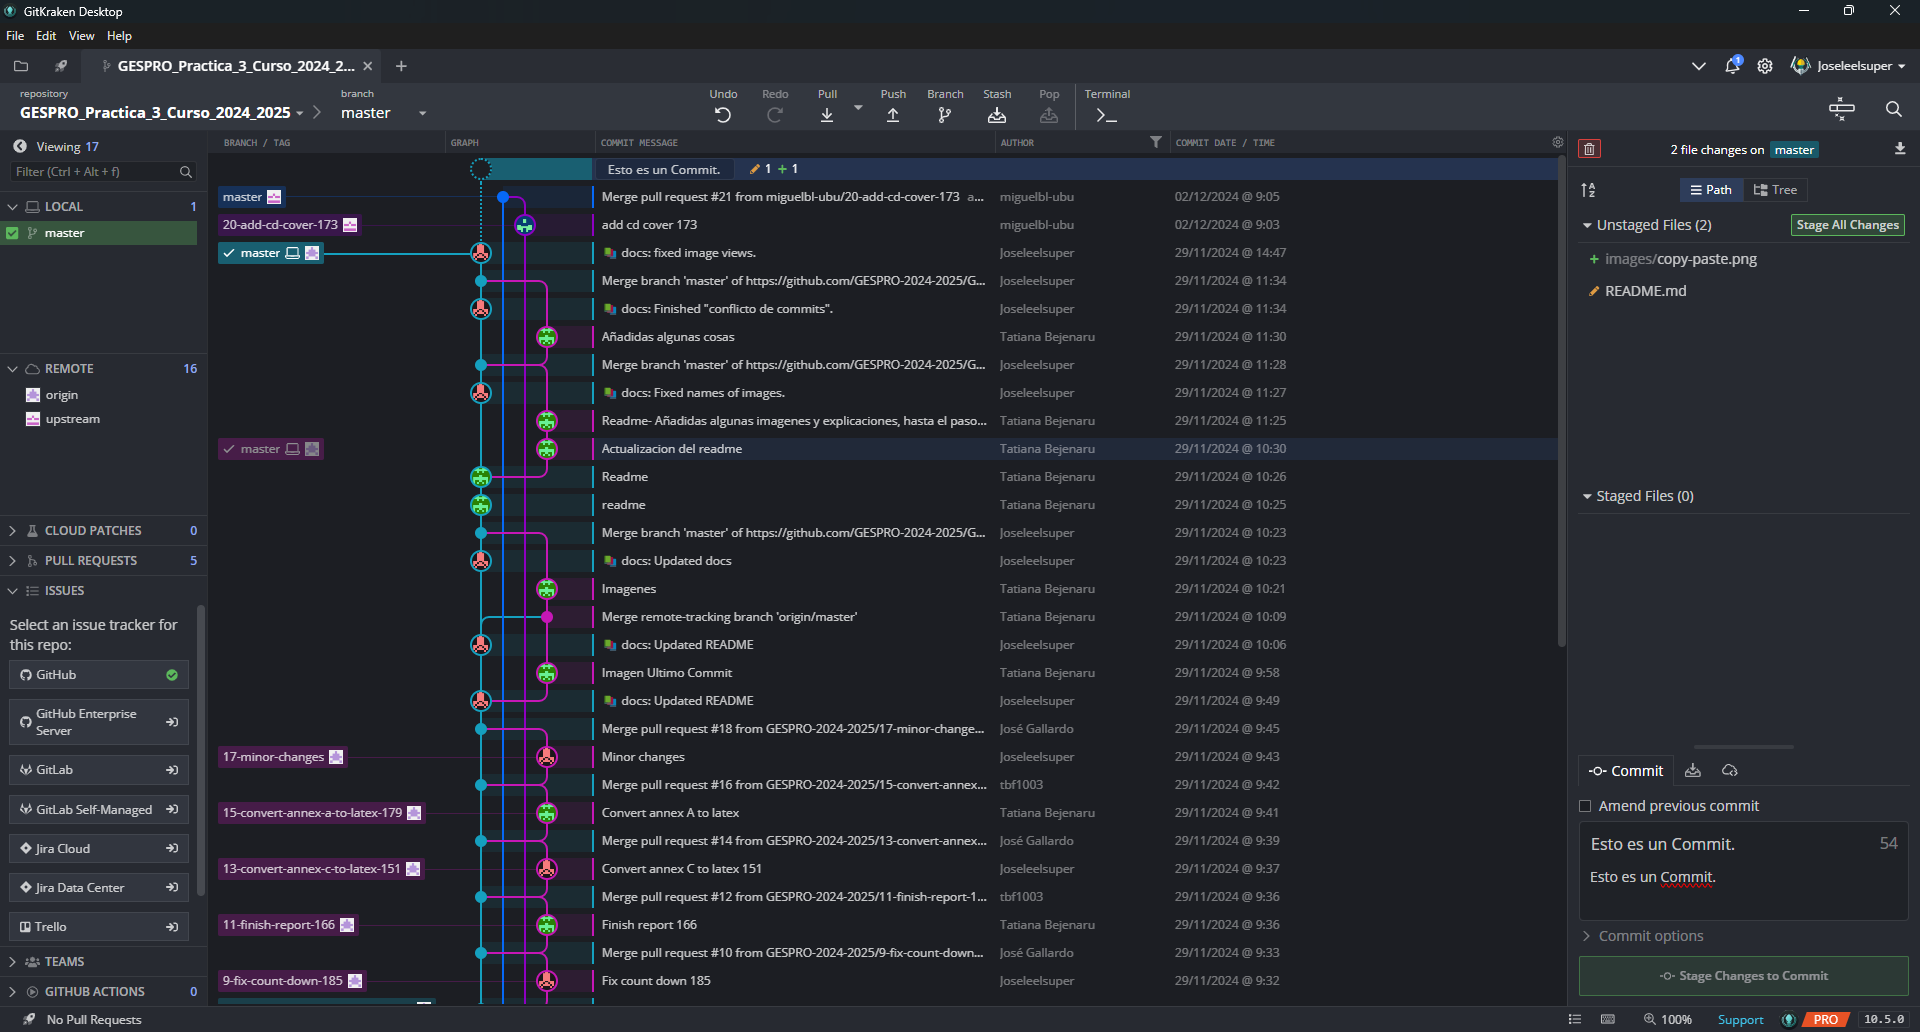 GitKraken Desktop
File Edit View Help
GESPRO_Practica_3_Curso_2024_2...
1
Joseleelsuper
repository
GESPRO_Practica_3_Curso_2024_2025
branch
master
Undo Redo Pull Push Branch Stash Pop Terminal
Viewing 17
Filter (Ctrl + Alt + f)
LOCAL 1
master
REMOTE 16
origin
upstream
CLOUD PATCHES 0
PULL REQUESTS 5
ISSUES
Select an issue tracker for
this repo:
GitHub
GitHub Enterprise
Server
GitLab
GitLab Self-Managed
Jira Cloud
Jira Data Center
Trello
TEAMS
GITHUB ACTIONS 0
BRANCH / TAG GRAPH COMMIT MESSAGE AUTHOR COMMIT DATE / TIME
Esto es un Commit. 1 + 1
master Merge pull request #21 from miguelbl-ubu/20-add-cd-cover-173 a... miguelbl-ubu 02/12/2024 @ 9:05
20-add-cd-cover-173 add cd cover 173 miguelbl-ubu 02/12/2024 @ 9:03
master docs: fixed image views. Joseleelsuper 29/11/2024 @ 14:47
Merge branch 'master' of https://github.com/GESPRO-2024-2025/G... Joseleelsuper 29/11/2024 @ 11:34
docs: Finished "conflicto de commits". Joseleelsuper 29/11/2024 @ 11:34
Añadidas algunas cosas Tatiana Bejenaru 29/11/2024 @ 11:30
Merge branch 'master' of https://github.com/GESPRO-2024-2025/G... Joseleelsuper 29/11/2024 @ 11:28
docs: Fixed names of images. Joseleelsuper 29/11/2024 @ 11:27
Readme- Añadidas algunas imagenes y explicaciones, hasta el paso... Tatiana Bejenaru 29/11/2024 @ 11:25
master Actualizacion del readme Tatiana Bejenaru 29/11/2024 @ 10:30
Readme Tatiana Bejenaru 29/11/2024 @ 10:26
readme Tatiana Bejenaru 29/11/2024 @ 10:25
Merge branch 'master' of https://github.com/GESPRO-2024-2025/G... Joseleelsuper 29/11/2024 @ 10:23
docs: Updated docs Joseleelsuper 29/11/2024 @ 10:23
Imagenes Tatiana Bejenaru 29/11/2024 @ 10:21
Merge remote-tracking branch 'origin/master' Tatiana Bejenaru 29/11/2024 @ 10:09
docs: Updated README Joseleelsuper 29/11/2024 @ 10:06
Imagen Ultimo Commit Tatiana Bejenaru 29/11/2024 @ 9:58
docs: Updated README Joseleelsuper 29/11/2024 @ 9:49
Merge pull request #18 from GESPRO-2024-2025/17-minor-change... José Gallardo 29/11/2024 @ 9:45
17-minor-changes Minor changes Joseleelsuper 29/11/2024 @ 9:43
Merge pull request #16 from GESPRO-2024-2025/15-convert-annex... tbf1003 29/11/2024 @ 9:42
15-convert-annex-a-to-latex-179 Convert annex A to latex Tatiana Bejenaru 29/11/2024 @ 9:41
Merge pull request #14 from GESPRO-2024-2025/13-convert-annex... José Gallardo 29/11/2024 @ 9:39
13-convert-annex-c-to-latex-151 Convert annex C to latex 151 Joseleelsuper 29/11/2024 @ 9:37
Merge pull request #12 from GESPRO-2024-2025/11-finish-report-1... tbf1003 29/11/2024 @ 9:36
11-finish-report-166 Finish report 166 Tatiana Bejenaru 29/11/2024 @ 9:36
Merge pull request #10 from GESPRO-2024-2025/9-fix-count-down... José Gallardo 29/11/2024 @ 9:33
9-fix-count-down-185 Fix count down 185 Joseleelsuper 29/11/2024 @ 9:32
2 file changes on master
Path Tree
Unstaged Files (2) Stage All Changes
+ images/copy-paste.png
README.md
Staged Files (0)
Commit
Amend previous commit
Esto es un Commit. 54
Esto es un Commit.
Commit options
Stage Changes to Commit
No Pull Requests
100% Support PRO 10.5.0